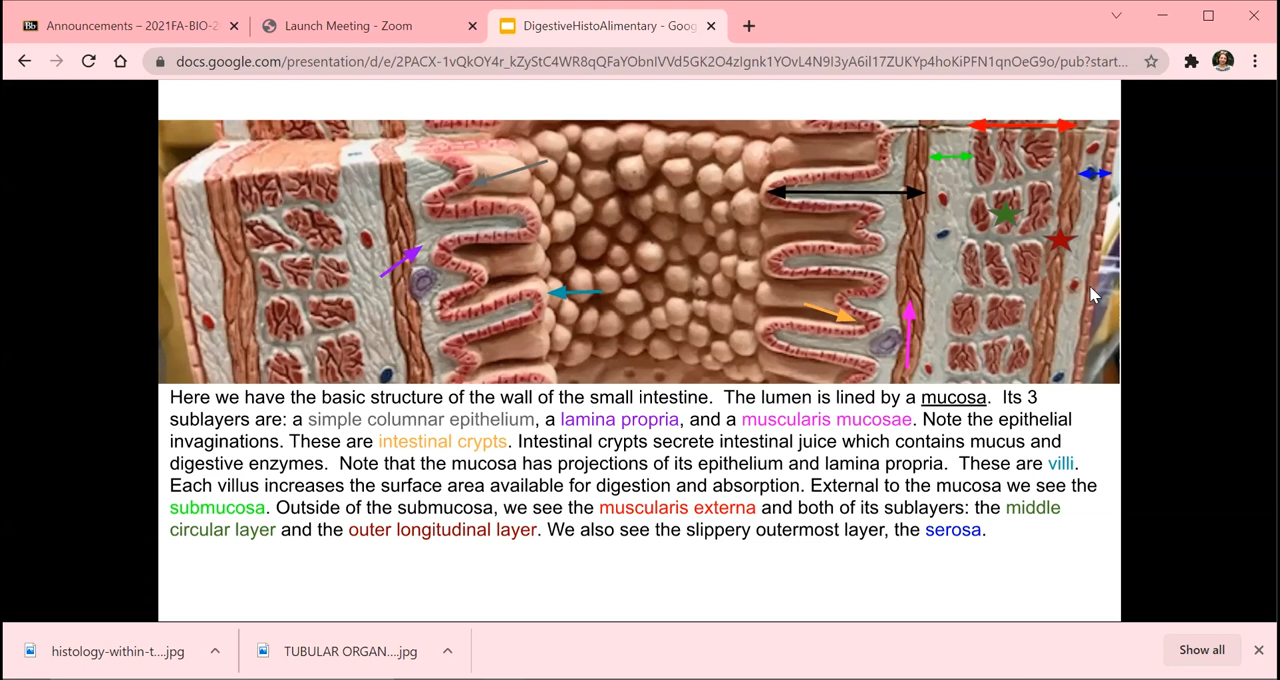 Announcements – 2021FA-BIO-2
Launch Meeting - Zoom
DigestiveHistoAlimentary - Goog
docs.google.com/presentation/d/e/2PACX-1vQkOY4r_kZyStC4WR8qQFaYObnIVVd5GK2O4zIgnk1YOvL4N9I3yA6il17ZUKYp4hoKiPFN1qnOeG9o/pub?start...
Here we have the basic structure of the wall of the small intestine. The lumen is lined by a mucosa. Its 3
sublayers are: a simple columnar epithelium, a lamina propria, and a muscularis mucosae. Note the epithelial
invaginations. These are intestinal crypts. Intestinal crypts secrete intestinal juice which contains mucus and
digestive enzymes. Note that the mucosa has projections of its epithelium and lamina propria. These are villi.
Each villus increases the surface area available for digestion and absorption. External to the mucosa we see the
submucosa. Outside of the submucosa, we see the muscularis externa and both of its sublayers: the middle
circular layer and the outer longitudinal layer. We also see the slippery outermost layer, the serosa.
histology-within-t....jpg
TUBULAR ORGAN....jpg
Show all